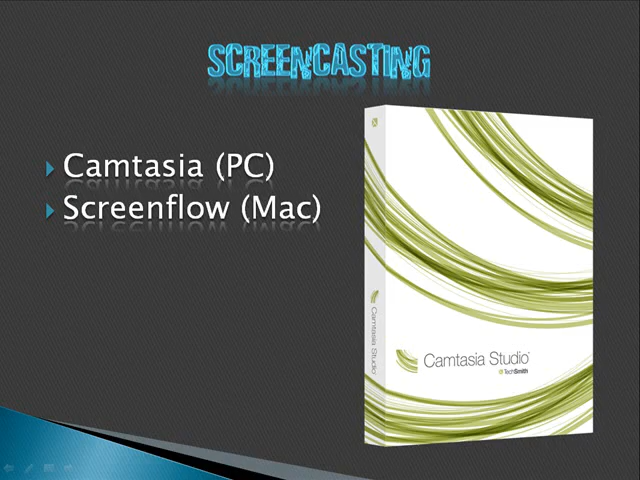 SCREENCASTING
Camtasia (PC)
Screenflow (Mac)
Camtasia Studio
Camtasia Studio
TechSmith